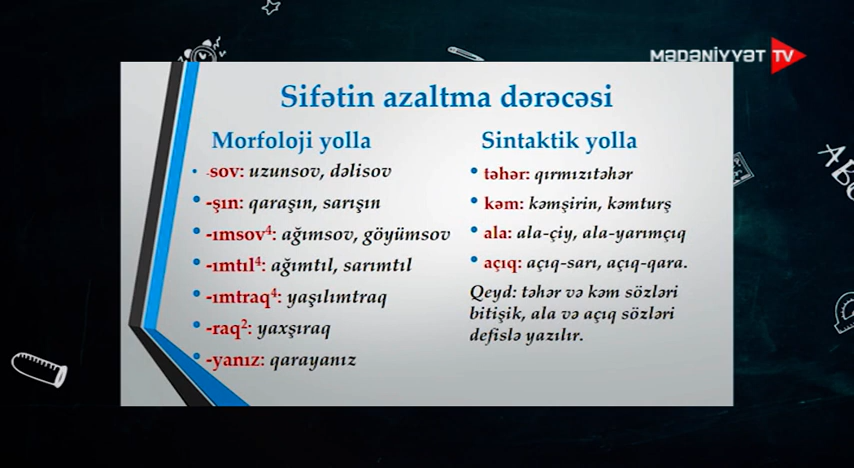 MƏDƏNİYYƏT TV
Sifətin azaltma dərəcəsi
Morfoloji yolla
• -sov: uzunsov, dəlisov
• -şın: qaraşın, sarışın
• -ımsov⁴: ağımsov, göyümsov
• -ımtıl⁴: ağımtıl, sarımtıl
• -ımtraq⁴: yaşılımtraq
• -raq²: yaxşıraq
• -yanız: qarayanız
Sintaktik yolla
• təhər: qırmızıtəhər
• kəm: kəmşirin, kəmturş
• ala: ala-çiy, ala-yarımçıq
• açıq: açıq-sarı, açıq-qara.
Qeyd: təhər və kəm sözləri
bitişik, ala və açıq sözləri
defislə yazılır.
ABC